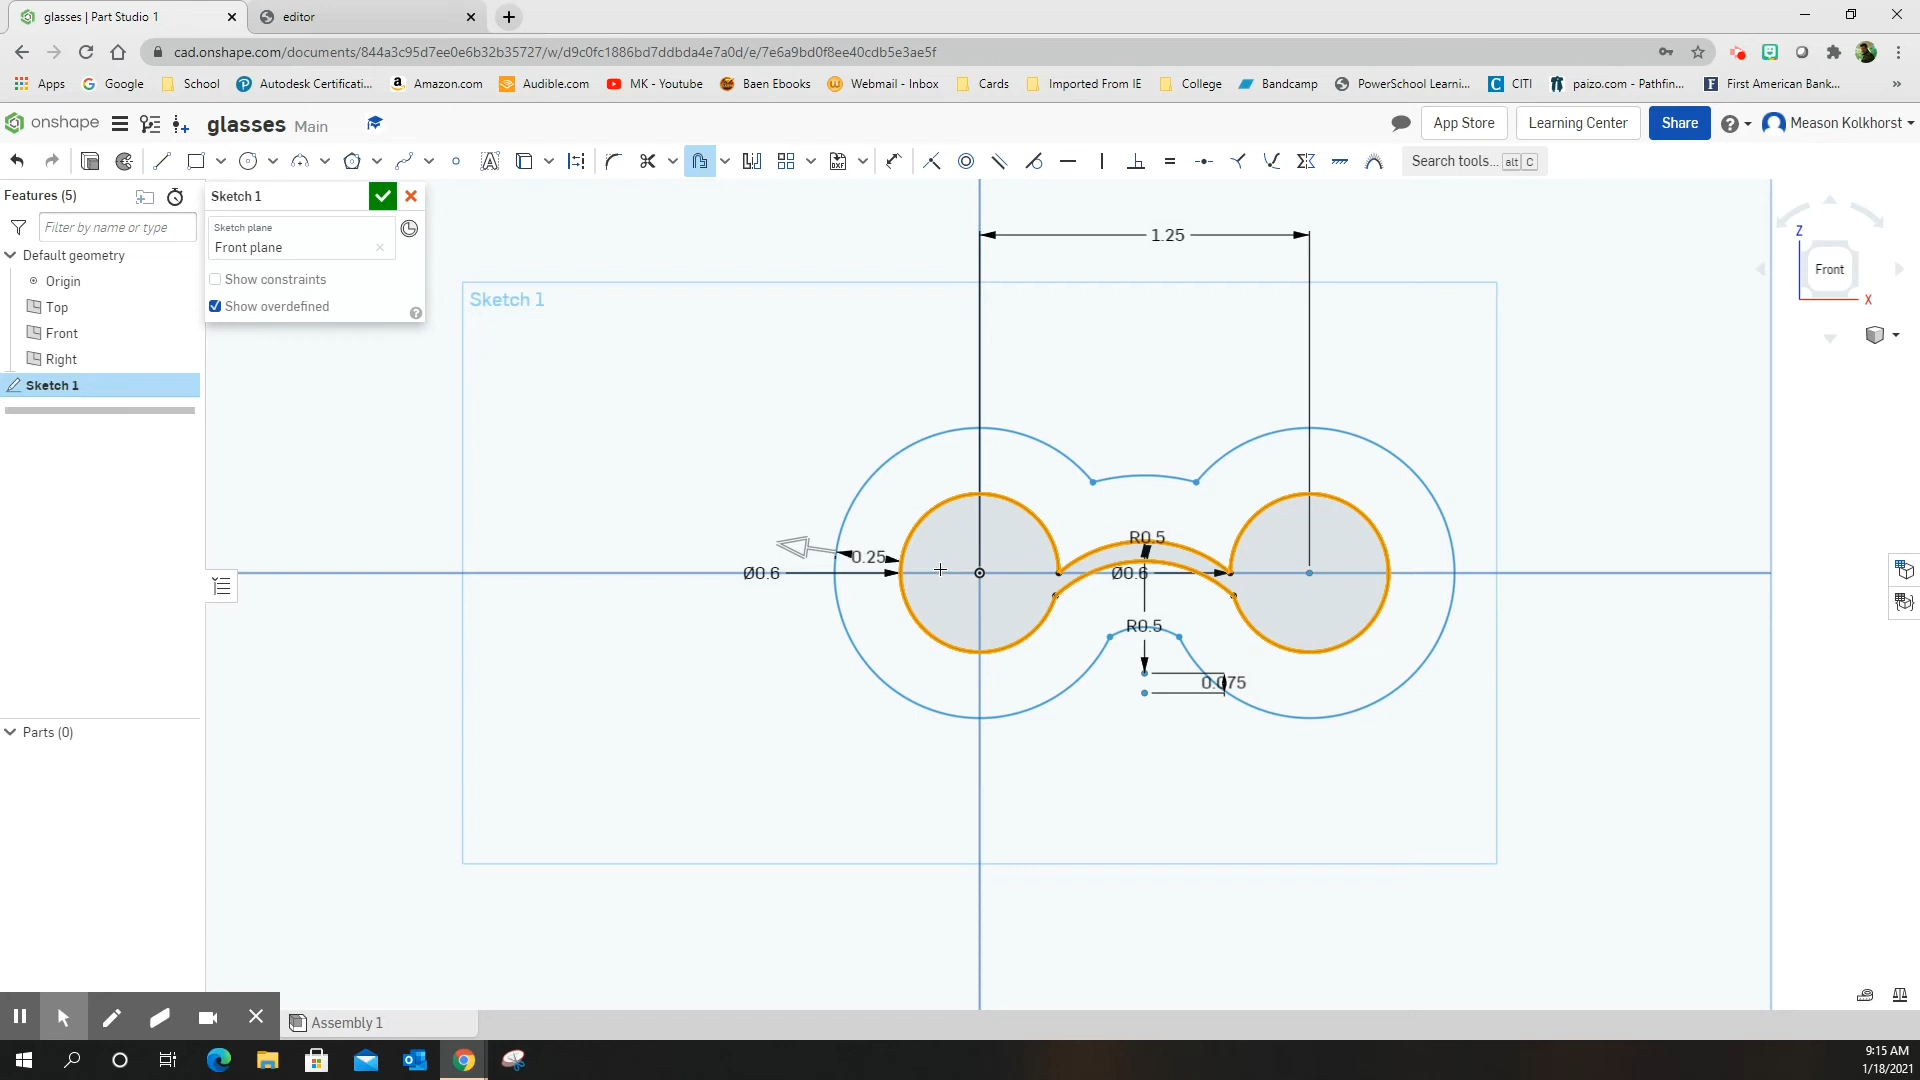 glasses | Part Studio 1
editor
cad.onshape.com/documents/844a3c95d7ee0e6b32b35727/w/d9c0fc1886bd7ddbda4e7a0d/e/7e6a9bd0f8ee40cdb5e3ae5f
Apps Google School Autodesk Certificati... Amazon.com Audible.com MK - Youtube Baen Ebooks Webmail - Inbox Cards Imported From IE College Bandcamp PowerSchool Learni... CITI paizo.com - Pathfin... First American Bank... »
onshape glasses Main App Store Learning Center Share Meason Kolkhorst
Search tools... alt C
Features (5)
Sketch 1
Filter by name or type
Sketch plane
Front plane
Default geometry
Origin
Show constraints
Top
Show overdefined
Front
Right
Sketch 1
Parts (0)
Sketch 1
1.25
R0.5
0.25
Ø0.6
Ø0.6
R0.5
0.075
Z
Front
X
Assembly 1
9:15 AM
1/18/2021